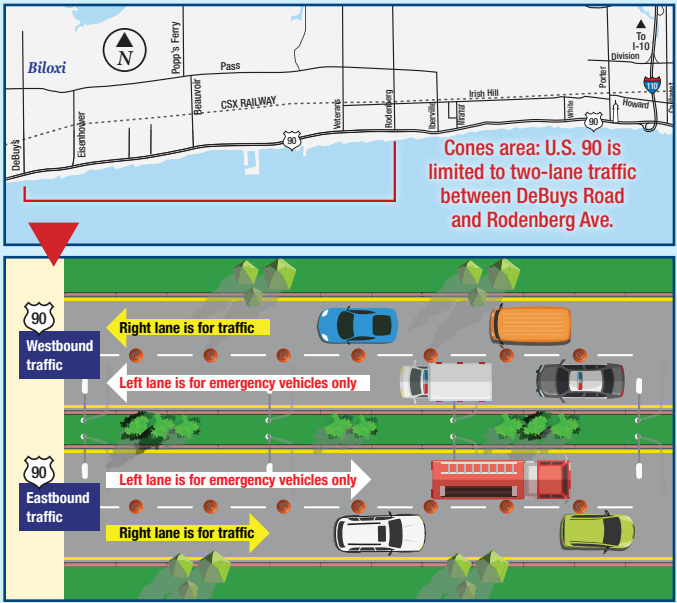 Biloxi
N
Popp's Ferry
Pass
Beauvoir
Eisenhower
DeBuys
CSX RAILWAY
90
Veterans
Rodenberg
Iberville
Miramar
Irish Hill
White
90
Porter
Division
Howard
110
To
I-10
Cones area: U.S. 90 is
limited to two-lane traffic
between DeBuys Road
and Rodenberg Ave.
90
Westbound
traffic
Right lane is for traffic
Left lane is for emergency vehicles only
90
Eastbound
traffic
Left lane is for emergency vehicles only
Right lane is for traffic